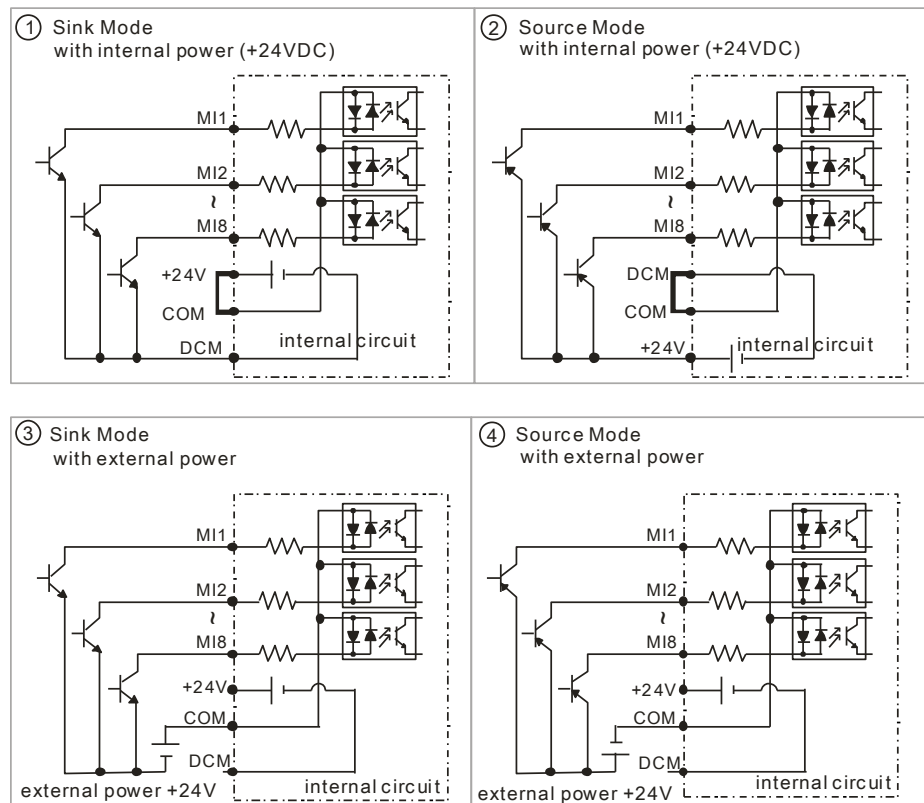 ① Sink Mode
with internal power (+24VDC)
MI1
MI2
~
MI8
+24V
COM
DCM
internal circuit
② Source Mode
with internal power (+24VDC)
MI1
MI2
~
MI8
DCM
COM
+24V
internal circuit
③ Sink Mode
with external power
MI1
MI2
~
MI8
+24V
COM
DCM
external power +24V
internal circuit
④ Source Mode
with external power
MI1
MI2
~
MI8
+24V
COM
DCM
external power +24V
internal circuit